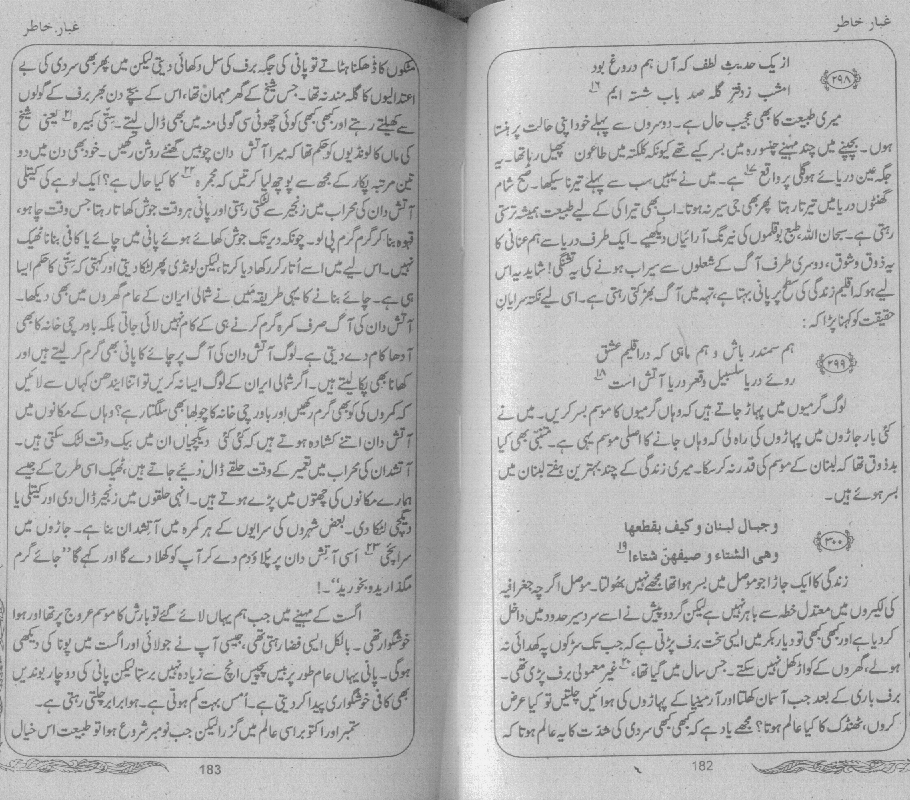 غبار خاطر
از یک حدیثِ لطف کہ آں ہم دروغ بود
﴿۲۹۸﴾
امشب زدفترِ گلہ صد باب شستہ ایم ۱۶
میری طبیعت کا بھی عجیب حال ہے۔ دوسروں سے پہلے خود اپنی حالت پر ہنستا
ہوں۔ بچپنے میں چند مہینے چنسورہ میں بسر کیے تھے کیونکہ کلکتہ میں طاعون پھیل رہا تھا۔ یہ
جگہ عین دریائے ہوگلی پر واقع ہے۔ میں نے یہیں سب سے پہلے تیرنا سیکھا۔ صبح شام
گھنٹوں دریا میں تیرتا رہتا پھر بھی جی سیر نہ ہوتا۔ اب بھی تیراکی کے لیے طبیعت ہمیشہ ترستی
رہتی ہے۔ سبحان اللہ، طبع بوقلموں کی نیرنگ آرائیاں دیکھیے۔ ایک طرف دریا سے ہم عنانی کا
یہ ذوق و شوق، دوسری طرف آگ کے شعلوں سے سیراب ہونے کی یہ تشنگی! شاید یہ اس
لیے ہو کہ اقلیمِ زندگی کی سطح پر پانی بہتا ہے، تہہ میں آگ بھڑکتی رہتی ہے۔ اسی لیے نکتہ سرایانِ
حقیقت کو کہنا پڑا کہ :
ہم سمندر باش و ہم ماہی کہ در اقلیمِ عشق
﴿۲۹۹﴾
روئے دریا سلسبیل و قعرِ دریا آتش است ۱۸
لوگ گرمیوں میں پہاڑ جاتے ہیں کہ وہاں گرمیوں کا موسم بسر کریں۔ میں نے
کئی بار جاڑوں میں پہاڑوں کی راہ لی کہ وہاں جانے کا اصلی موسم یہی ہے۔ متنبی بھی کیا
بدذوق تھا کہ لبنان کے موسم کی قدر نہ کر سکا۔ میری زندگی کے چند بہترین ہفتے لبنان میں
بسر ہوئے ہیں۔
و جبال لبنان و کیف بقطعها
﴿۳۰۰﴾
وهی الشتاء و صیفهنّ شتاءا ۱۹
زندگی کا ایک جاڑا جو موصل میں بسر ہوا تھا مجھے نہیں بھولتا۔ موصل اگرچہ جغرافیہ
کی لکیروں میں معتدل خطہ سے باہر نہیں ہے لیکن گرد و پیش نے اسے سرد سیر حدود میں داخل
کر دیا ہے اور کبھی کبھی تو دیار بکر میں ایسی سخت برف پڑتی ہے کہ جب تک سڑکوں پہ کھدائی نہ
ہولے، گھروں کے کواڑ کھل نہیں سکتے۔ جس سال میں گیا تھا، ۲۰ غیر معمولی برف پڑی تھی۔
برف باری کے بعد جب آسمان کھلتا اور آرمینیا کے پہاڑوں کی ہوائیں چلتیں تو کیا عرض
کروں، ٹھنڈک کا کیا عالم ہوتا؟ مجھے یاد ہے کہ کبھی کبھی سردی کی شدّت کا یہ عالم ہوتا کہ
182
غبارِ خاطر
مٹکوں کا ڈھکنا ہٹاتے تو پانی کی جگہ برف کی سل دکھائی دیتی لیکن میں پھر بھی سردی کی بے
اعتدالیوں کا گلہ مند نہ تھا۔ جس شیخ کے گھر مہمان تھا، اس کے بچے دن بھر برف کے گولوں
سے کھیلتے رہتے اور کبھی کبھی کوئی چھوٹی سی گولی منہ میں بھی ڈال لیتے۔ سِتّی کبیرہ ۲۱ یعنی شیخ
کی ماں کا لونڈیوں کو حکم تھا کہ میرا آتش دان چوبیس گھنٹے روشن رکھیں۔ خود بھی دن میں دو
تین مرتبہ پکار کے مجھ سے پوچھ لیا کرتیں کہ مجمرہ ۲۲ کا کیا حال ہے؟ ایک لوہے کی کیتلی
آتش دان کی محراب میں زنجیر سے لٹکتی رہتی اور پانی ہر وقت جوش کھاتا رہتا جس وقت چاہو،
قہوہ بنا کر گرم گرم پی لو۔ چونکہ دیر تک جوش کھائے ہوئے پانی میں چائے یا کافی بنانا ٹھیک
نہیں۔ اس لیے میں اسے اُتار کر رکھا دیا کرتا، لیکن لونڈی پھر لٹکا دیتی اور کہتی کہ سِتّی کا حکم ایسا
ہی ہے۔ چائے بنانے کا یہی طریقہ میں نے شمالی ایران کے عام گھروں میں بھی دیکھا۔
آتش دان کی آگ صرف کمرہ گرم کرنے ہی کے کام نہیں لائی جاتی بلکہ باورچی خانہ کا بھی
آدھا کام دے دیتی ہے۔ لوگ آتش دان کی آگ پر چائے کا پانی بھی گرم کر لیتے ہیں اور
کھانا بھی پکا لیتے ہیں۔ اگر شمالی ایران کے لوگ ایسا نہ کریں تو اتنا ایندھن کہاں سے لائیں
کہ کمروں کی کو بھی گرم رکھیں اور باورچی خانہ کا چولھا بھی سلگتا رہے؟ وہاں کے مکانوں میں
آتش دان اتنے کشادہ ہوتے ہیں کہ کئی کئی دیگچیاں ان میں بیک وقت لٹک سکتی ہیں۔
آتشدان کی محراب میں تعمیر کے وقت حلقے ڈال دیئے جاتے ہیں، ٹھیک اسی طرح کے جیسے
ہمارے مکانوں کی چھتوں میں پڑے ہوتے ہیں۔ انہی حلقوں میں زنجیر ڈال دی اور کیتلی یا
دیگچی لٹکا دی۔ بعض شہروں کی سرایوں کے ہر کمرہ میں آتشدان بنا ہے۔ جاڑوں میں
سرائچی ۲۳ اُسی آتش دان پر پلاؤ دم دے کر آپ کو کھلا دے گا اور کہے گا ”جائے گرم
مگذارید و بخورید“۔!
اگست کے مہینے میں جب ہم یہاں لائے گئے تو بارش کا موسم عروج پر تھا اور ہوا
خوشگوار تھی۔ بالکل ایسی فضا رہتی تھی، جیسی آپ نے جولائی اور اگست میں پونا کی دیکھی
ہوگی۔ پانی یہاں عام طور پر بیس پچیس انچ سے زیادہ نہیں برستا لیکن پانی کی دو چار بوندیں
بھی کافی خوشگواری پیدا کر دیتی ہے۔ اُمس بہت کم ہوتی ہے۔ ہوا برابر چلتی رہتی ہے۔
ستمبر اور اکتوبر اسی عالم میں گزرا لیکن جب نومبر شروع ہوا تو طبیعت اس خیال
183